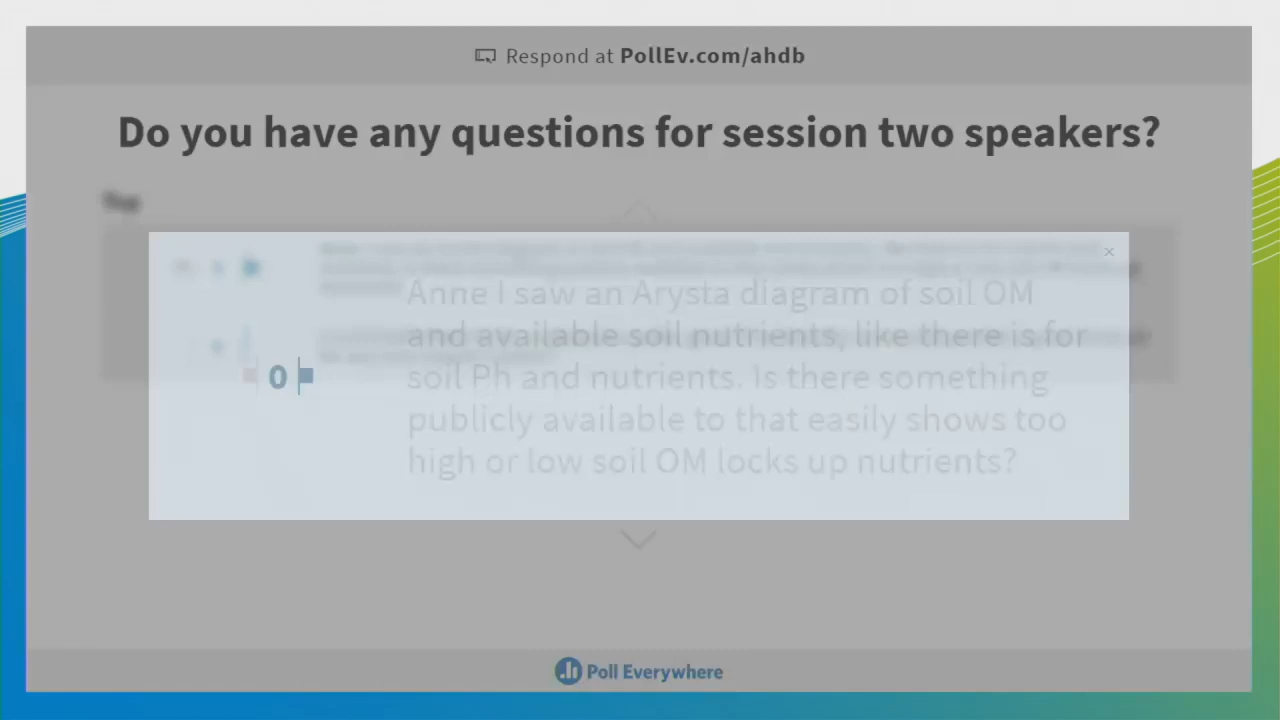 Respond at PollEv.com/ahdb
Do you have any questions for session two speakers?
Top
×
Anne I saw an Arysta diagram of soil OM
and available soil nutrients, like there is for
0
soil Ph and nutrients. Is there something
publicly available to that easily shows too
high or low soil OM locks up nutrients?
Poll Everywhere